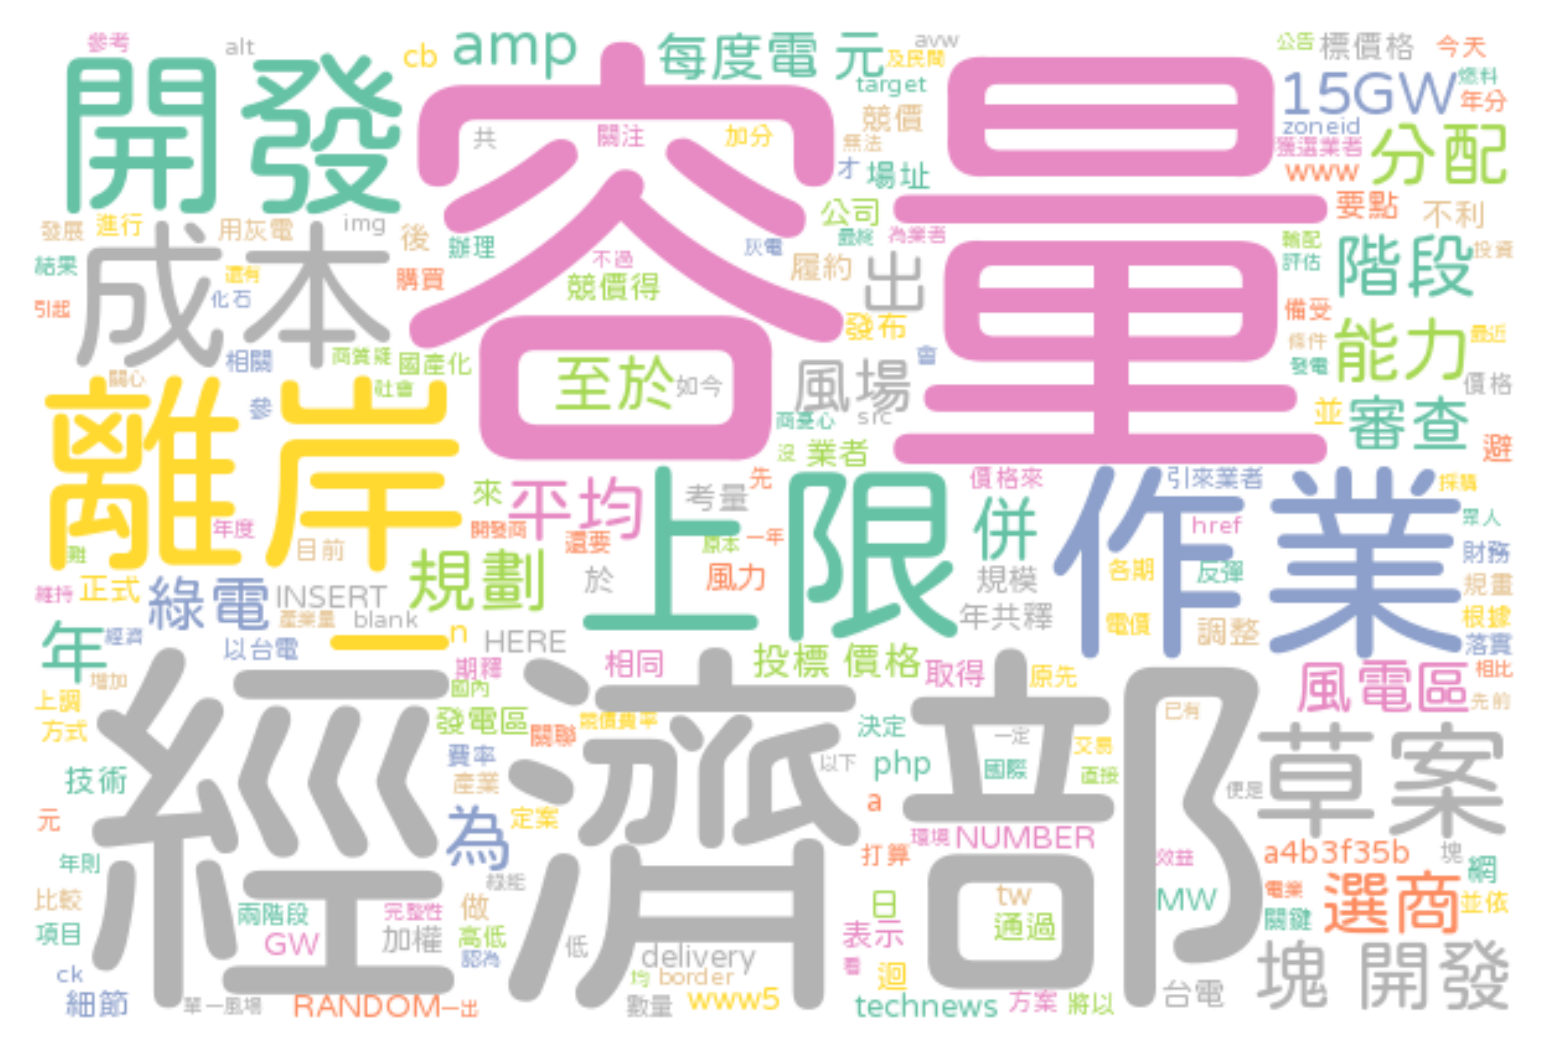 參考
alt
cb
amp
每度電 元
avw
及民間
公告
標價格
今天
開發
容量
target
15GW
燃料
年分
共
關注
加分
競價
無法
zoneid
獲選業者
分配
才
場址
www
發展
進行
用灰電
img
後
辦理
公司
最終
為業者
要點
不利
成本
結果
還有
化石
購買
不過
灰電
競價得
履約
出
輸配
評估
階段
投資
引起
相關
商質疑
國產化
發布
會
備受
條件
發電
能力
最近
關心
社會
至於
如今
風場
價格
離岸
參
商憂心
src
並
審查
沒
業者
避
來
平均
上限
考量
先
價格來
併
作業
引來業者
採購
年度
開發商
還要
原本
一年
href
眾人
難
目前
規劃
於
風力
規模
各期
反彈
財務
維持
正式
綠電
INSERT
產業量
blank
年共釋
電價
調整
規畫
根據
年
經濟
以台電
一
n
HERE
落實
期釋
相同
投標 價格
取得
原先
風電區
相比
增加
上調
經濟部
國內
先前
方式
發電區
關聯
競價費率
決定
一定
已有
交易
草案
技術
費率
產業
以下
php
國際
直接
便是
元
為
定案
a
環境
NUMBER
年則
打算
效益
a4b3f35b
塊
網
比較
兩階段
完整性
做
綠能
日
tw
MW
電業
選商
並依
項目
GW
加權
高低
低
表示
通過
關鍵
ck
認為
delivery
看
迴
塊 開發
細節
單一風場
RANDOM
一出
均
border
數量
www5
technews
方案
將以
台電